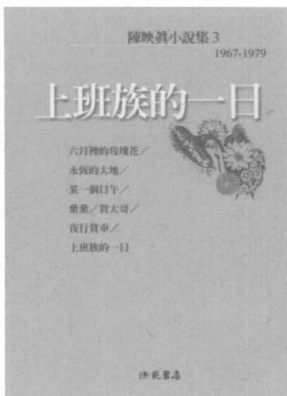 陳映真小說集 3
1967-1979
上班族的一日
六月裡的玫瑰花／
永恆的大地／
某一個日午／
纍纍／賀大哥／
夜行貨車／
上班族的一日
洪範書店